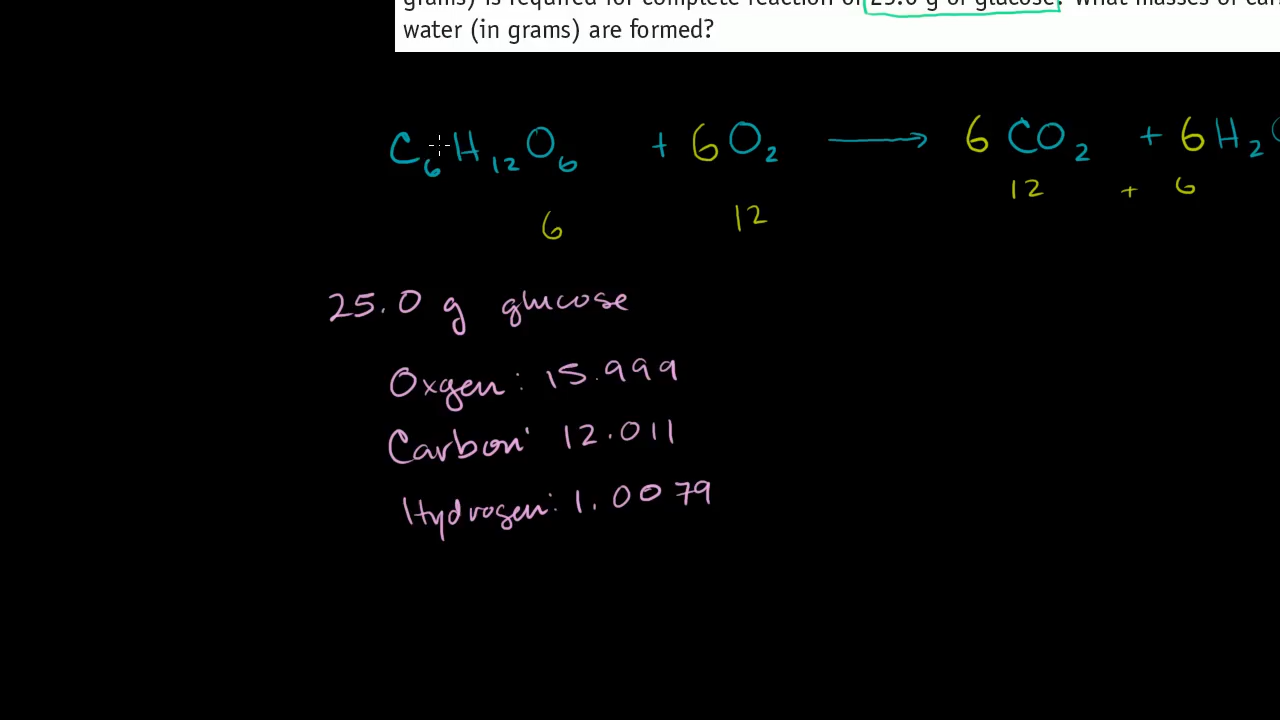 grams) is required for complete reaction of 25.0 g of glucose? What masses of car
water (in grams) are formed?
C6H12O6 + 6O2 → 6CO2 + 6H2O
12 + 6
6 12
25.0 g glucose
Oxgen: 15.999
Carbon: 12.011
Hydrogen: 1.0079